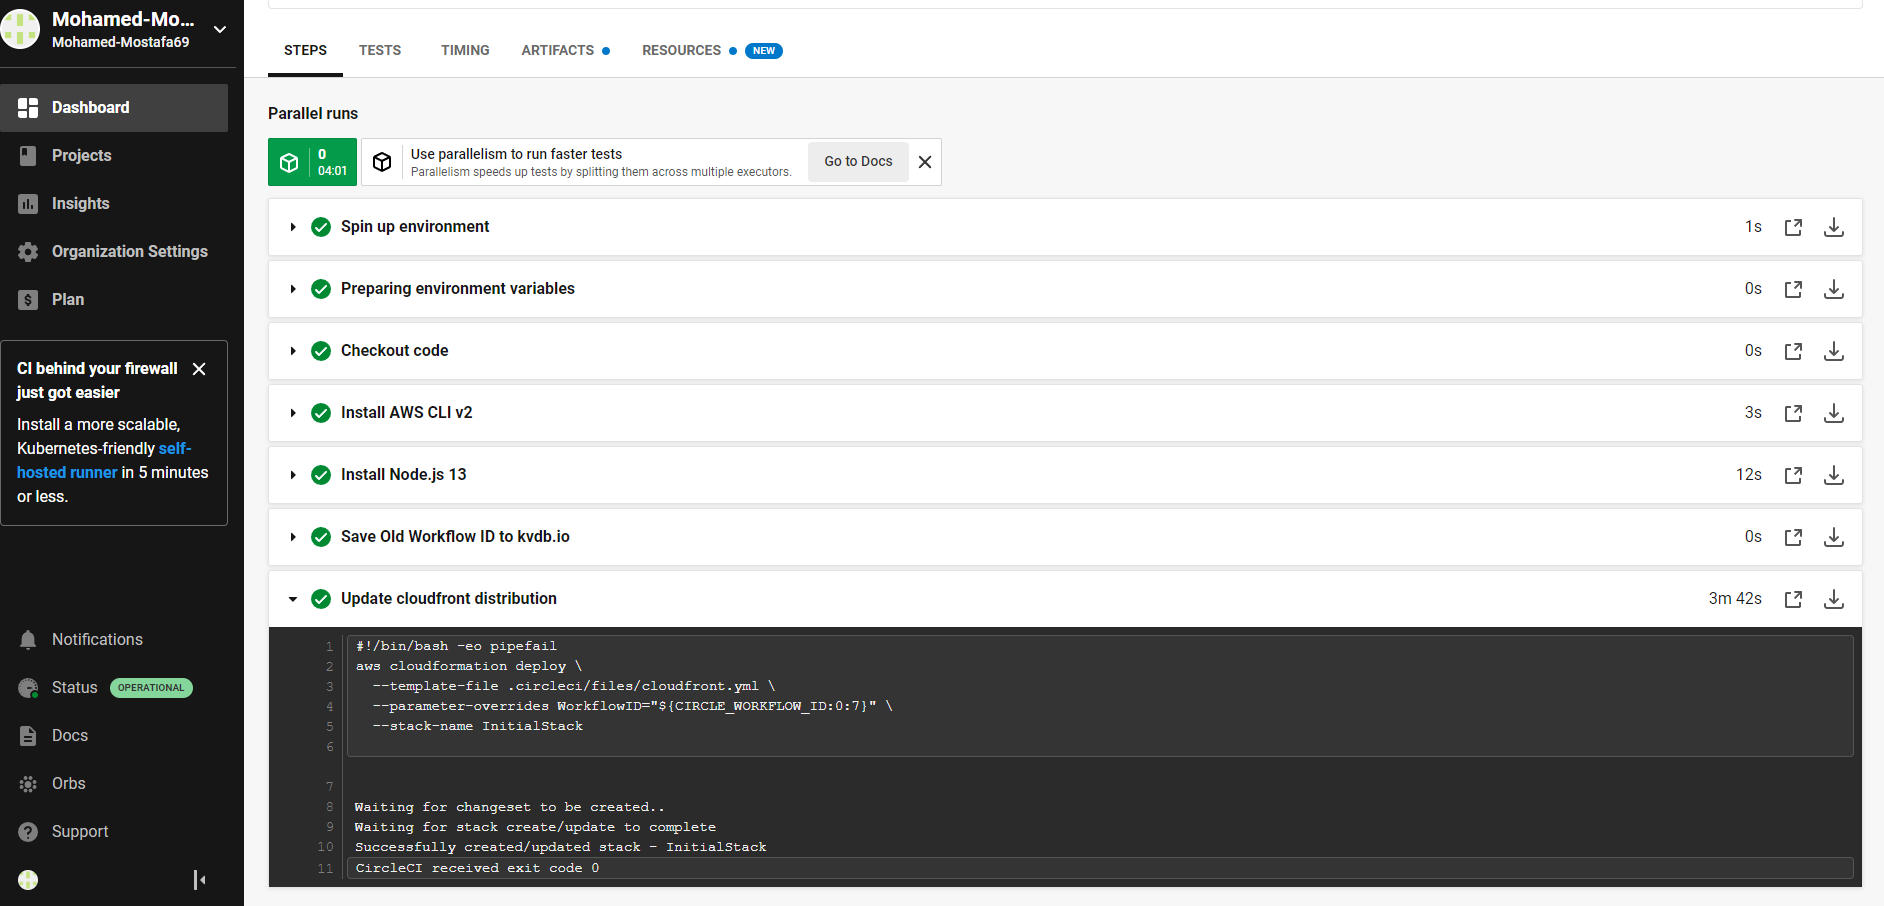 Mohamed-Mo...
Mohamed-Mostafa69
Dashboard
Projects
Insights
Organization Settings
Plan
CI behind your firewall
just got easier
Install a more scalable,
Kubernetes-friendly self-
hosted runner in 5 minutes
or less.
Notifications
Status OPERATIONAL
Docs
Orbs
Support
STEPS TESTS TIMING ARTIFACTS RESOURCES NEW
Parallel runs
0
04:01
Use parallelism to run faster tests
Parallelism speeds up tests by splitting them across multiple executors.
Go to Docs
Spin up environment 1s
Preparing environment variables 0s
Checkout code 0s
Install AWS CLI v2 3s
Install Node.js 13 12s
Save Old Workflow ID to kvdb.io 0s
Update cloudfront distribution 3m 42s
1 #!/bin/bash -eo pipefail
2 aws cloudformation deploy \
3 --template-file .circleci/files/cloudfront.yml \
4 --parameter-overrides WorkflowID="${CIRCLE_WORKFLOW_ID:0:7}" \
5 --stack-name InitialStack
6
7
8 Waiting for changeset to be created..
9 Waiting for stack create/update to complete
10 Successfully created/updated stack - InitialStack
11 CircleCI received exit code 0